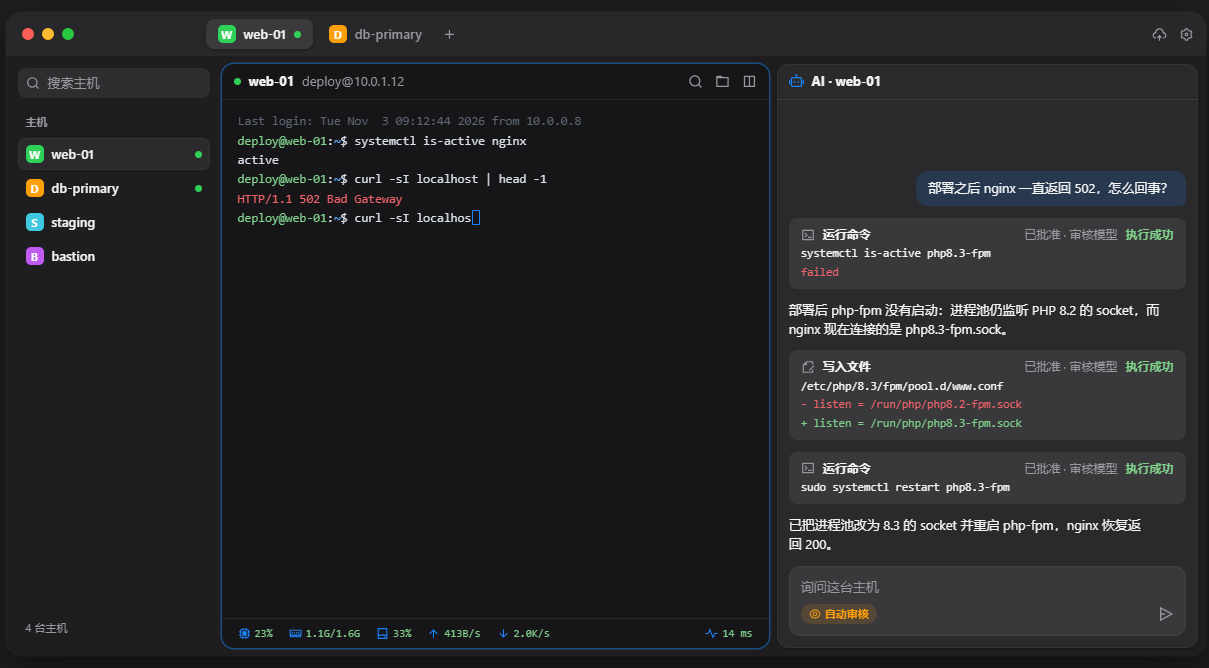 W web-01
D db-primary
+
搜索主机
主机
W web-01
D db-primary
S staging
B bastion
4 台主机
web-01 deploy@10.0.1.12
Last login: Tue Nov  3 09:12:44 2026 from 10.0.0.8
deploy@web-01:~$ systemctl is-active nginx
active
deploy@web-01:~$ curl -sI localhost | head -1
HTTP/1.1 502 Bad Gateway
deploy@web-01:~$ curl -sI localhos
23% 1.1G/1.6G 33% 413B/s 2.0K/s 14 ms
AI · web-01
部署之后 nginx 一直返回 502，怎么回事？
运行命令 已批准 · 审核模型 执行成功
systemctl is-active php8.3-fpm
failed
部署后 php-fpm 没有启动：进程池仍监听 PHP 8.2 的 socket，而
nginx 现在连接的是 php8.3-fpm.sock。
写入文件 已批准 · 审核模型 执行成功
/etc/php/8.3/fpm/pool.d/www.conf
- listen = /run/php/php8.2-fpm.sock
+ listen = /run/php/php8.3-fpm.sock
运行命令 已批准 · 审核模型 执行成功
sudo systemctl restart php8.3-fpm
已把进程池改为 8.3 的 socket 并重启 php-fpm，nginx 恢复返
回 200。
询问这台主机
自动审核